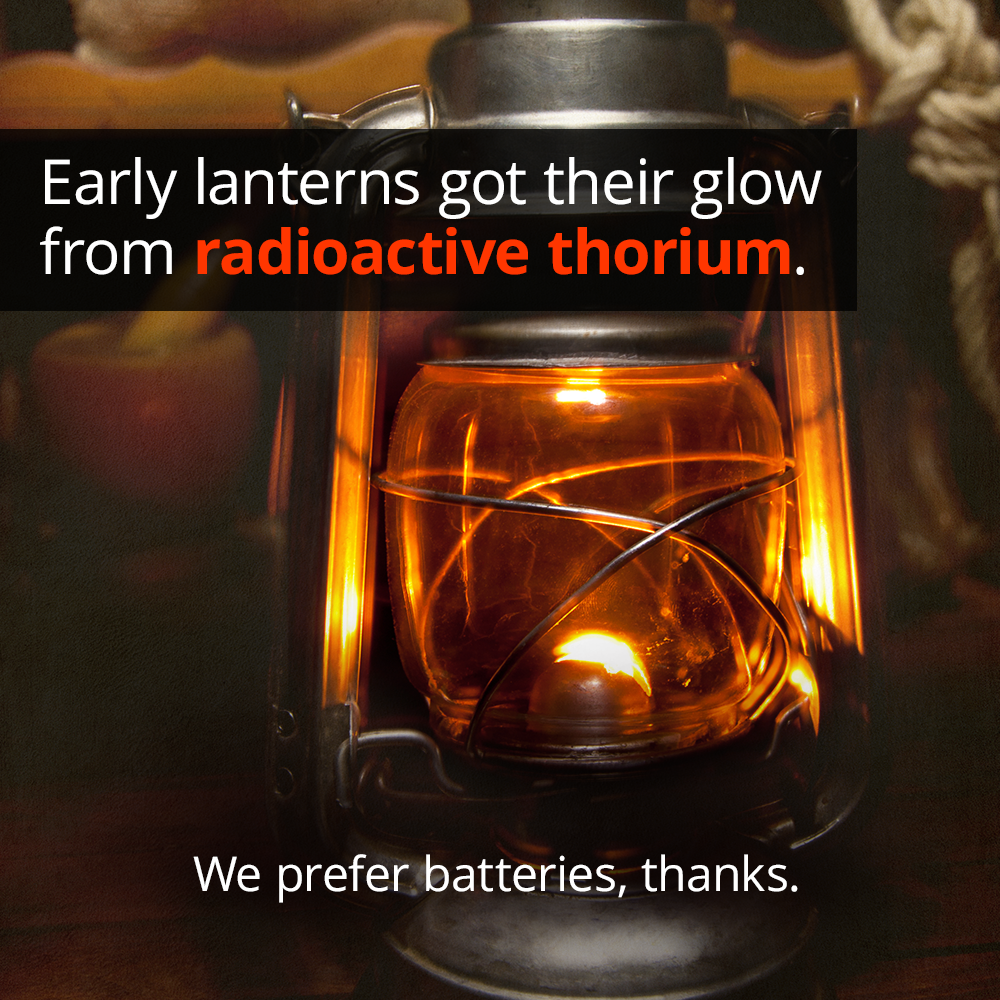 Early lanterns got their glow
from radioactive thorium.
We prefer batteries, thanks.